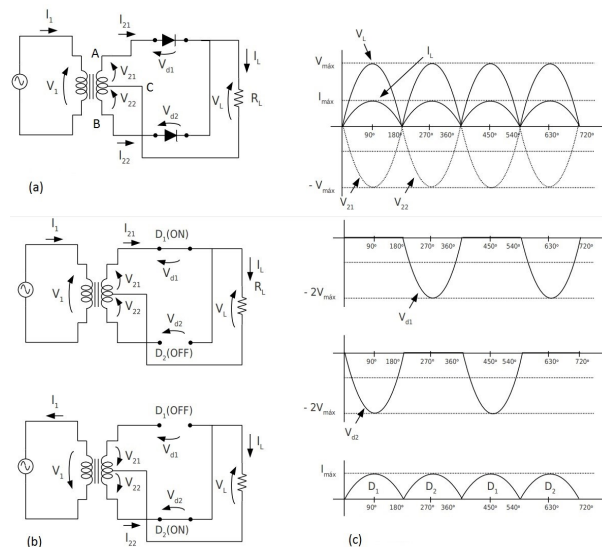 I1 I21
A
Vd1
V1 V21 C IL
V22 VL RL
Vd2
B
I22
(a)
VL
Vmáx
IL
Imáx
90º 180º 270º 360º 450º 540º 630º 720º
- Vmáx
V21 V22
I1 I21 D1(ON)
Vd1 IL
V1 V21 RL
V22 Vd2 VL
D2(OFF)
90º 180º 270º 360º 450º 540º 630º 720º
- 2Vmáx
Vd1
90º 180º 270º 360º 450º 540º 630º 720º
- 2Vmáx
Vd2
I1 D1(OFF)
Vd1 IL
V1 V21
V22 Vd2 VL RL
D2(ON)
I22
(b)
Imáx
D1 D2 D1 D2
90º 180º 270º 360º 450º 540º 630º 720º
(c)